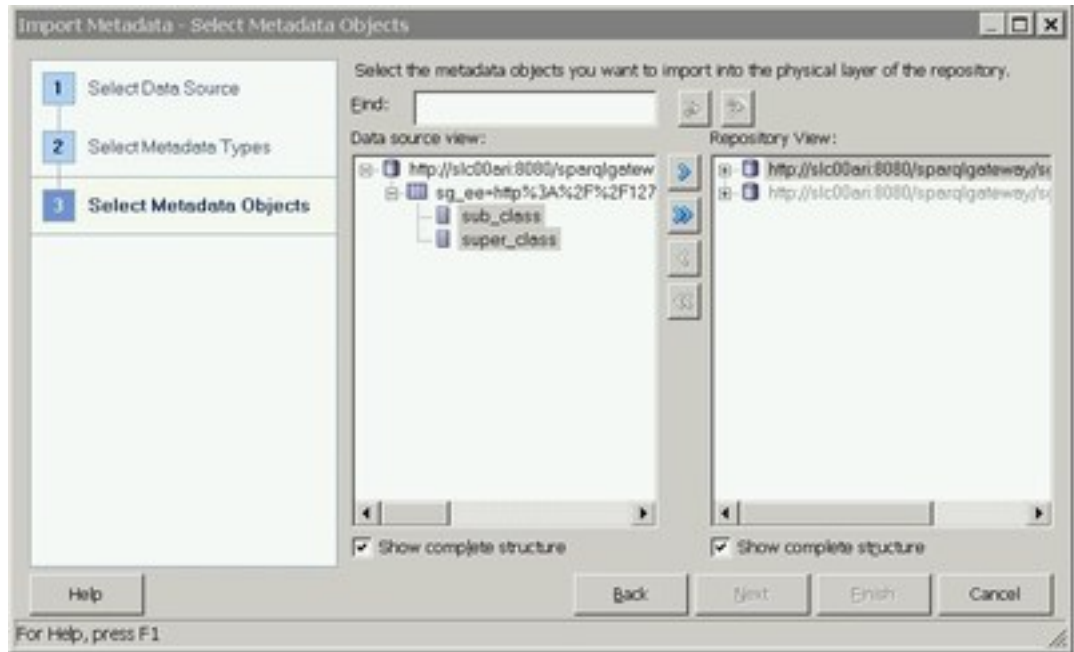 Import Metadata - Select Metadata Objects
1 Select Data Source
2 Select Metadata Types
3 Select Metadata Objects
Select the metadata objects you want to import into the physical layer of the repository.
Find:
Data source view:
http://slc00ari:8080/sparqlgatew
sg_ee=http%3A%2F%2F127
sub_class
super_class
Show complete structure
Repository View:
http://slc00ari:8080/sparqlgateway/se
http://slc00ari:8080/sparqlgateway/se
Show complete structure
Help
Back
Next
Finish
Cancel
For Help, press F1